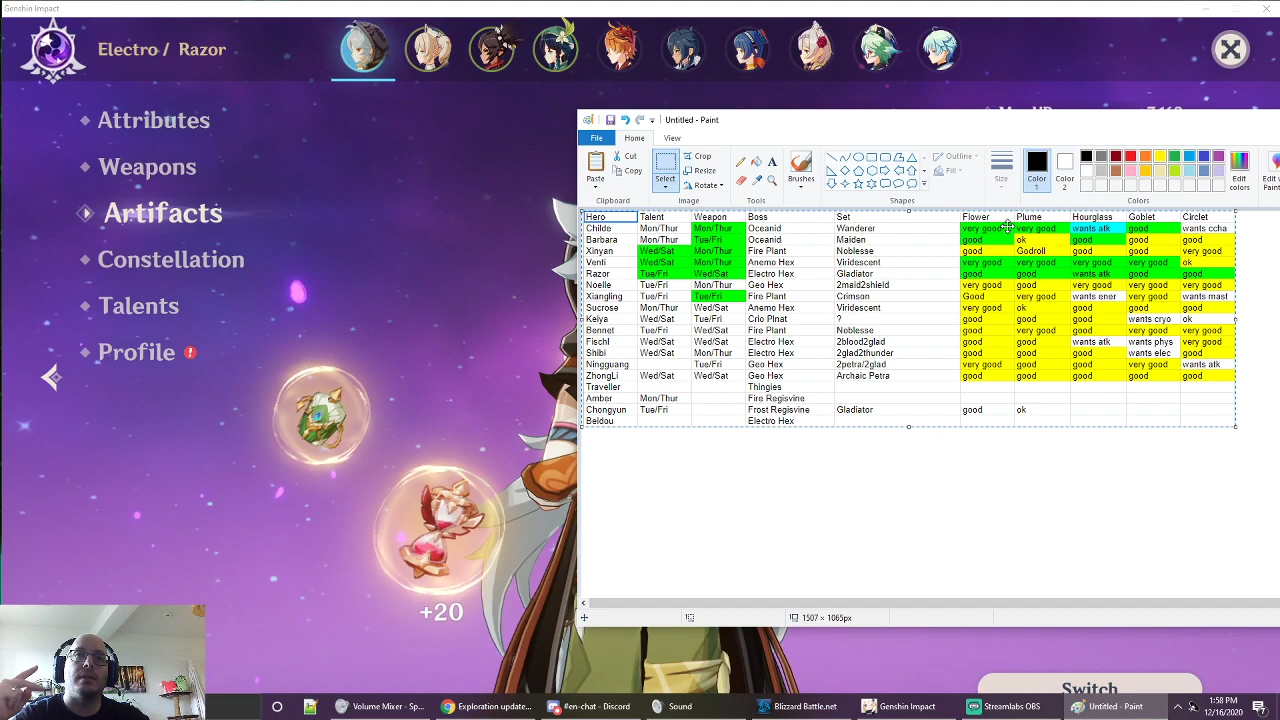 Genshin Impact
Electro / Razor
Attributes
Weapons
Artifacts
Constellation
Talents
Profile
+20
Switch
Untitled - Paint
File Home View
Paste Cut Copy Select Crop Resize Rotate Brushes Outline Fill Size Color 1 Color 2 Edit colors
Clipboard Image Tools Shapes Colors
Hero Talent Weapon Boss Set Flower Plume Hourglass Goblet Circlet
Childe Mon/Thur Mon/Thur Oceanid Wanderer very good very good wants atk good wants ccha
Barbara Mon/Thur Tue/Fri Oceanid Maiden good ok good good good
Xinyan Wed/Sat Mon/Thur Fire Plant Noblesse good Godroll good good very good
Venti Wed/Sat Mon/Thur Anemo Hex Viridescent very good very good very good very good ok
Razor Tue/Fri Wed/Sat Electro Hex Gladiator good good wants atk good good
Noelle Tue/Fri Mon/Thur Geo Hex 2maid2shield very good very good very good very good very good
Xiangling Tue/Fri Tue/Fri Fire Plant Crimson Good very good wants ener very good wants mast
Sucrose Mon/Thur Wed/Sat Anemo Hex Viridescent very good ok good good good
Keiya Wed/Sat Tue/Fri Crio Plnat ? good good good wants cryo ok
Bennet Tue/Fri Wed/Sat Fire Plant Noblesse good very good good good very good
Fischl Wed/Sat Wed/Sat Electro Hex 2blood2glad good good wants atk wants phys very good
Shibi Wed/Sat Mon/Thur Electro Hex 2glad2thunder good good good wants elec good
Ningguang Tue/Fri Geo Hex 2petra/2glad very good good good very good wants atk
ZhongLi Wed/Sat Wed/Sat Geo Hex Archaic Petra good good good good good
Traveller Thingies
Amber Mon/Thur Fire Regisvine
Chongyun Tue/Fri Frost Regisvine Gladiator good ok
Beidou Electro Hex
1507 × 1065px
Volume Mixer - Sp... Exploration update... #en-chat - Discord Sound Blizzard Battle.net Genshin Impact Streamlabs OBS Untitled - Paint
1:58 PM
12/16/2020